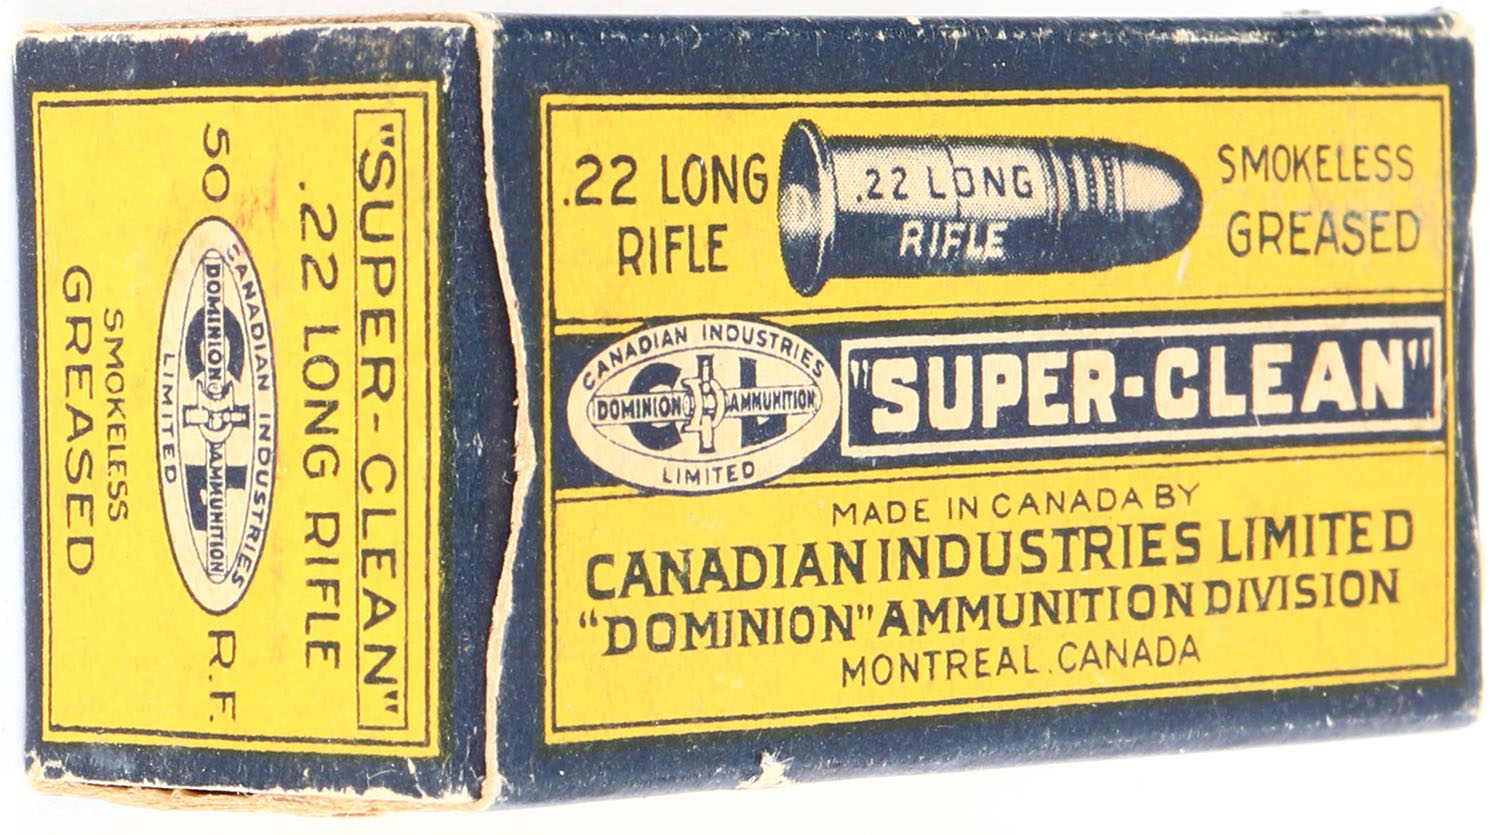 "SUPER-CLEAN"
.22 LONG RIFLE
50
R.F.
CANADIAN INDUSTRIES
CIL
DOMINION AMMUNITION
LIMITED
SMOKELESS
GREASED
.22 LONG
RIFLE
.22 LONG
RIFLE
SMOKELESS
GREASED
CANADIAN INDUSTRIES
CIL
DOMINION AMMUNITION
LIMITED
"SUPER-CLEAN"
MADE IN CANADA BY
CANADIAN INDUSTRIES LIMITED
"DOMINION" AMMUNITION DIVISION
MONTREAL.CANADA